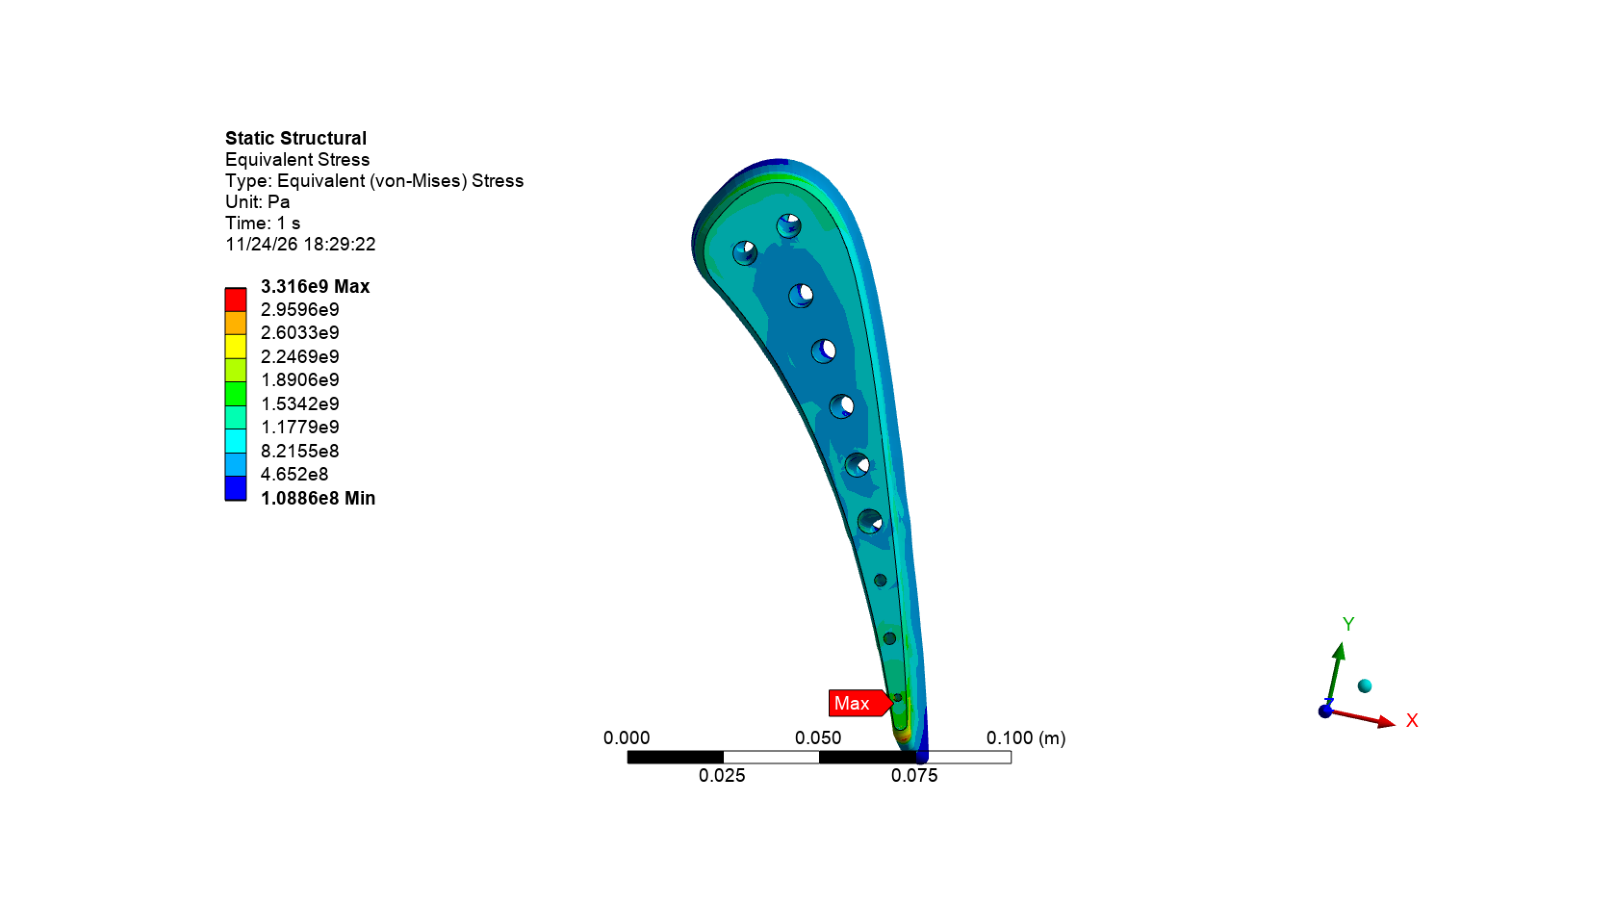 Static Structural
Equivalent Stress
Type: Equivalent (von-Mises) Stress
Unit: Pa
Time: 1 s
11/24/26 18:29:22
3.316e9 Max
2.9596e9
2.6033e9
2.2469e9
1.8906e9
1.5342e9
1.1779e9
8.2155e8
4.652e8
1.0886e8 Min
Max
0.000
0.050
0.100 (m)
0.025
0.075
Y
X